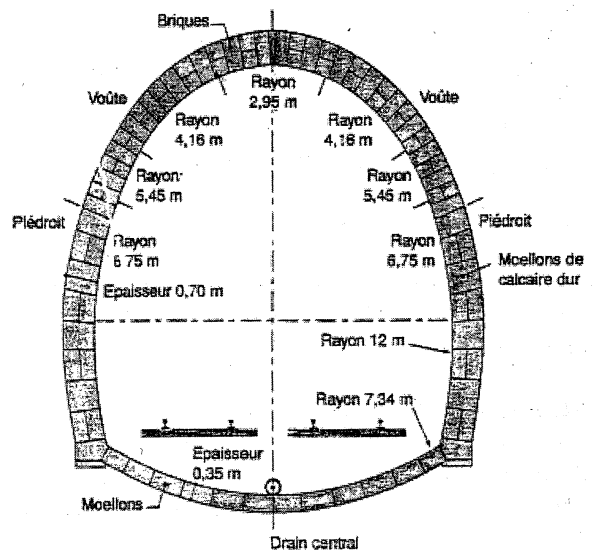 Briques
Voûte
Rayon
2,95 m
Voûte
Rayon
4,16 m
Rayon
4,16 m
Rayon
5,45 m
Rayon
5,45 m
Piédroit
Piédroit
Rayon
6,75 m
Rayon
6,75 m
Moellons de
calcaire dur
Epaisseur 0,70 m
Rayon 12 m
Rayon 7,34 m
Epaisseur
0,35 m
Moellons
Drain central